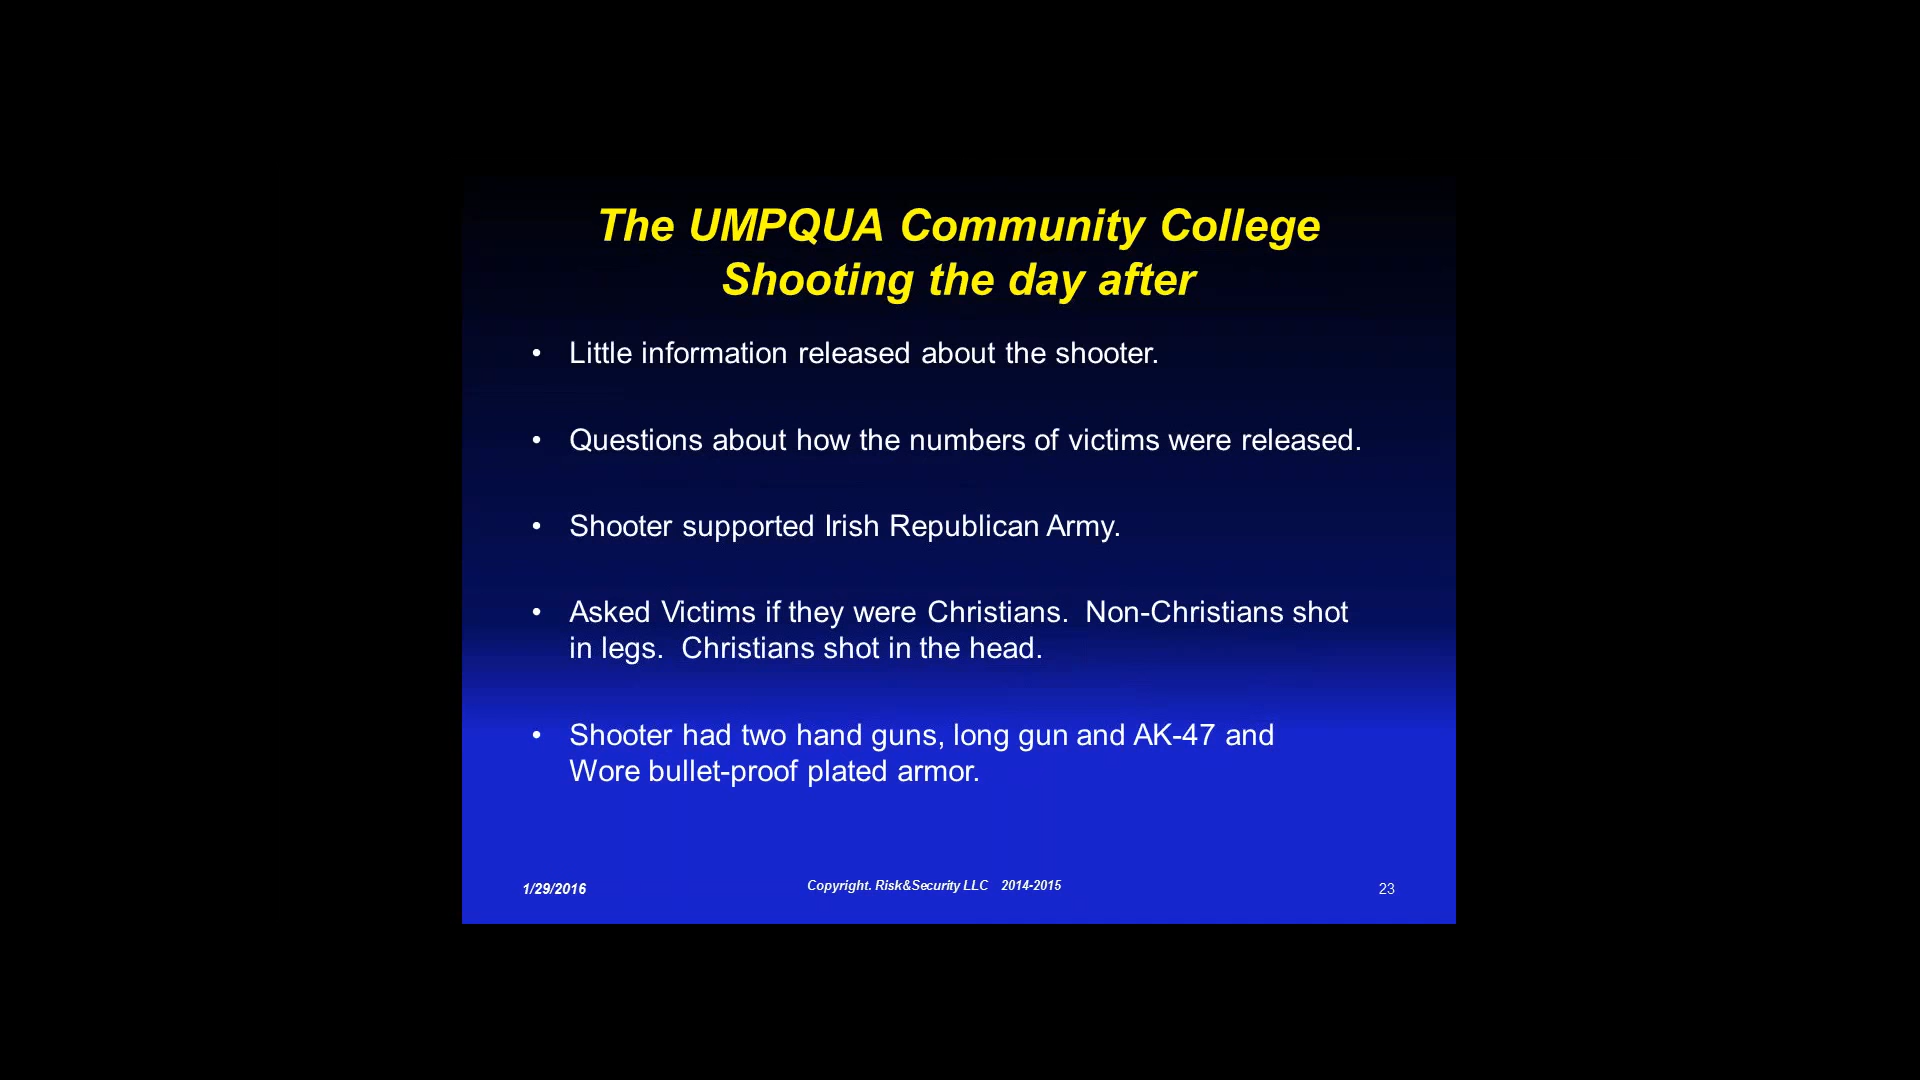 The UMPQUA Community College
Shooting the day after
• Little information released about the shooter.
• Questions about how the numbers of victims were released.
• Shooter supported Irish Republican Army.
• Asked Victims if they were Christians.  Non-Christians shot
in legs.  Christians shot in the head.
• Shooter had two hand guns, long gun and AK-47 and
Wore bullet-proof plated armor.
1/29/2016
Copyright. Risk&Security LLC   2014-2015
23